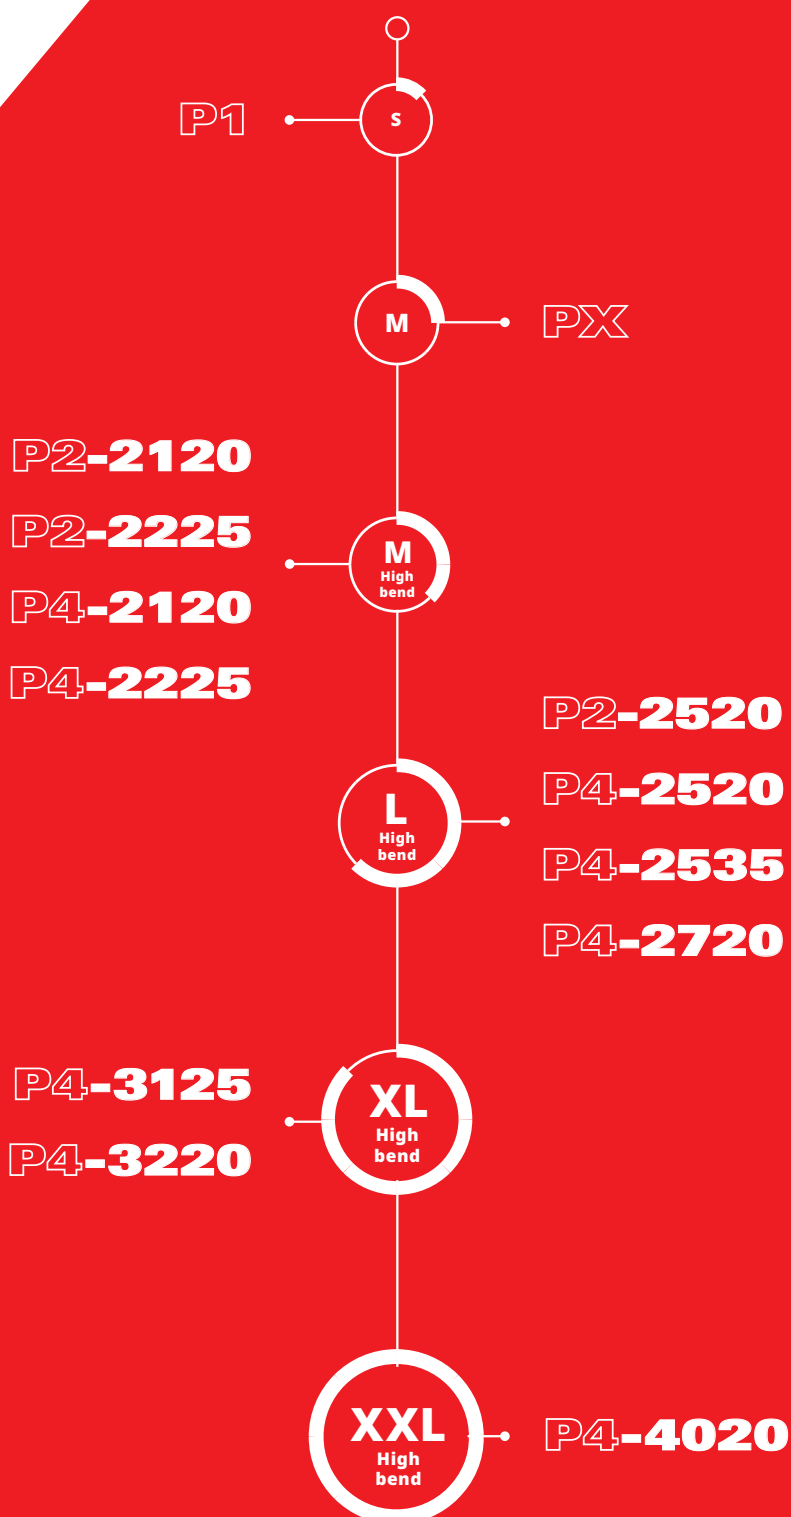 P1
S
M
PX
P2-2120
P2-2225
P4-2120
P4-2225
M
High
bend
L
High
bend
P2-2520
P4-2520
P4-2535
P4-2720
P4-3125
P4-3220
XL
High
bend
XXL
High
bend
P4-4020